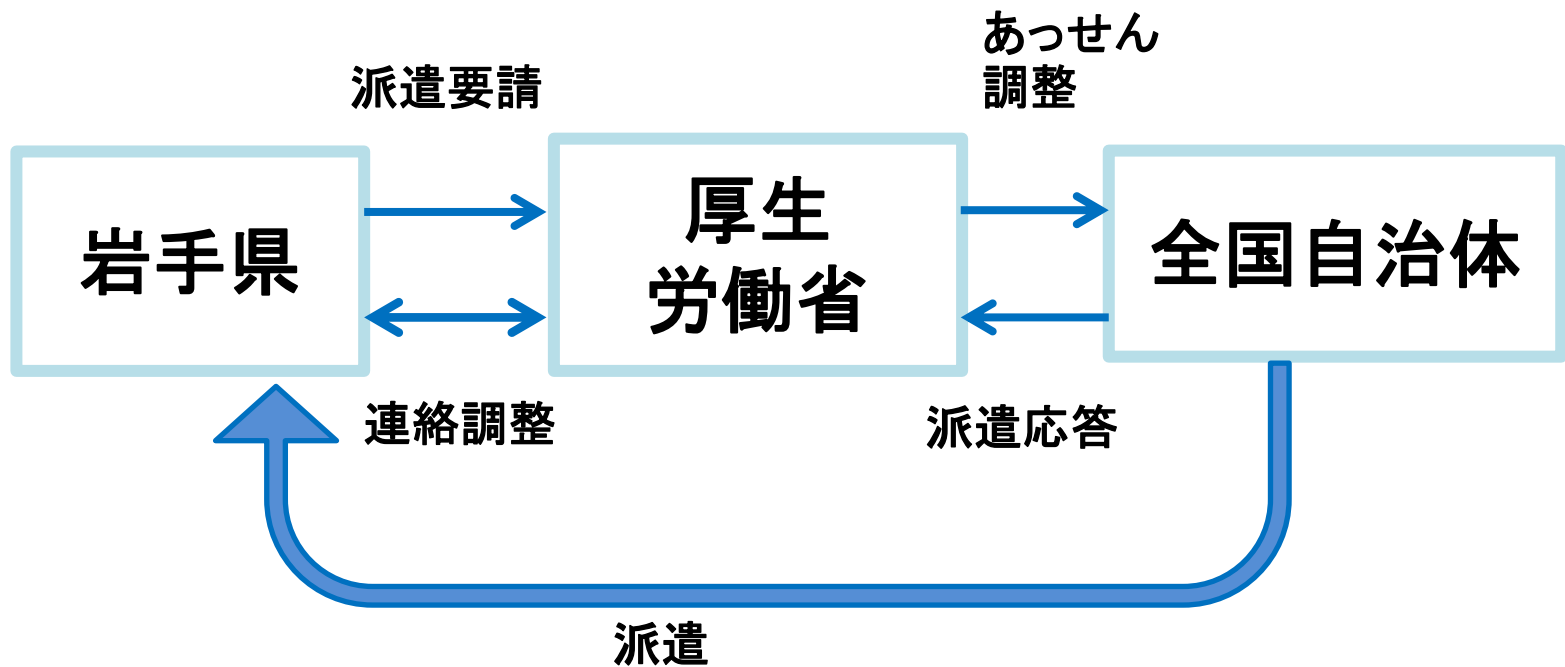 あっせん
調整
派遣要請
岩手県
厚生
労働省
全国自治体
連絡調整
派遣応答
派遣